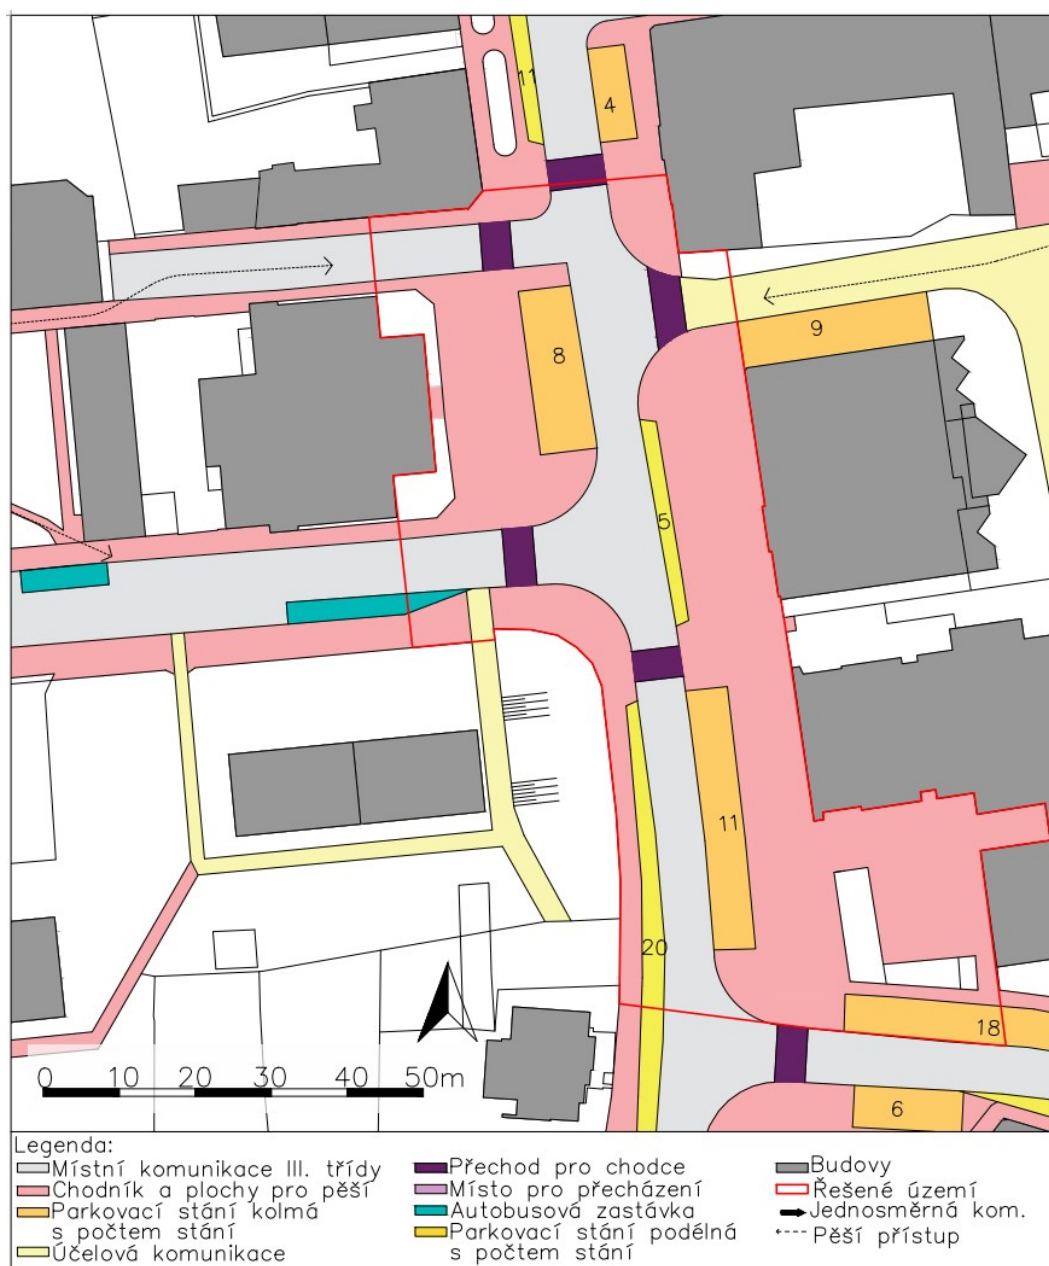 11
4
9
8
5
11
20
18
6
0 10 20 30 40 50m
Legenda:
Místní komunikace III. třídy
Chodník a plochy pro pěší
Parkovací stání kolmá
s počtem stání
Účelová komunikace
Přechod pro chodce
Místo pro přecházení
Autobusová zastávka
Parkovací stání podélná
s počtem stání
Budovy
Řešené území
Jednosměrná kom.
Pěší přístup